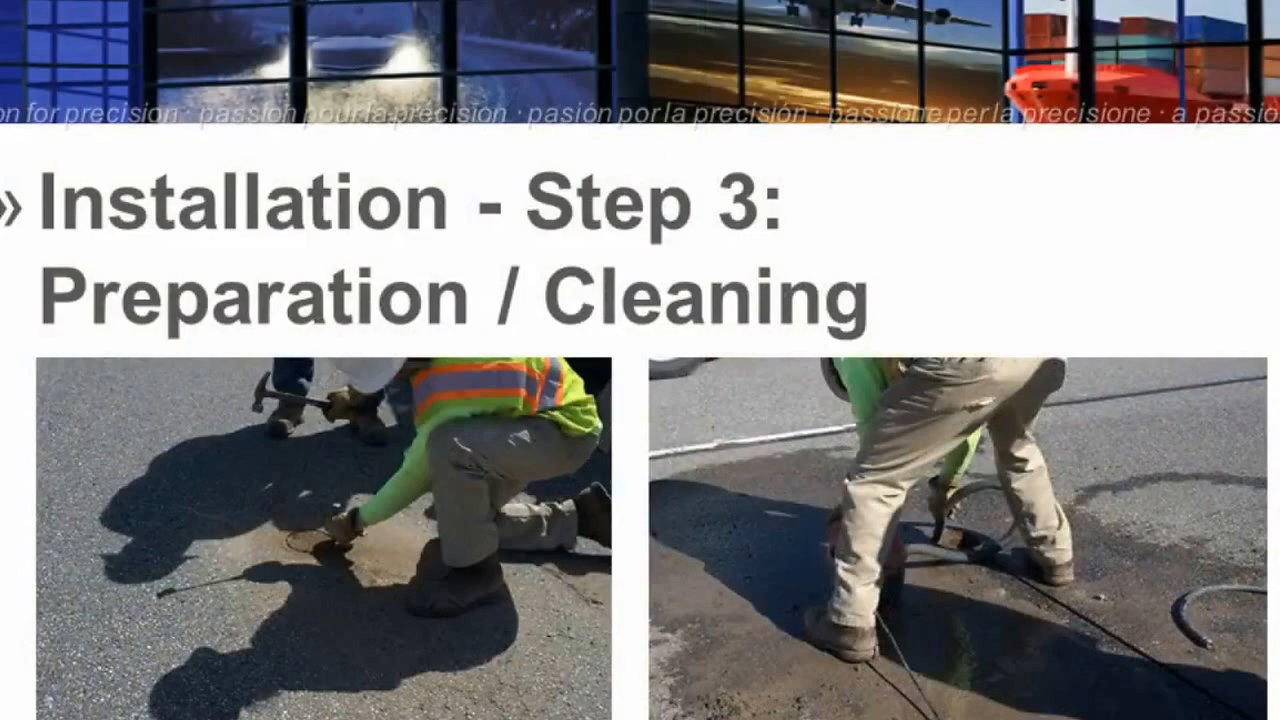 on for precision · passion pour la précision · pasión por la precisión · passione per la precisione · a passio
» Installation - Step 3:
Preparation / Cleaning